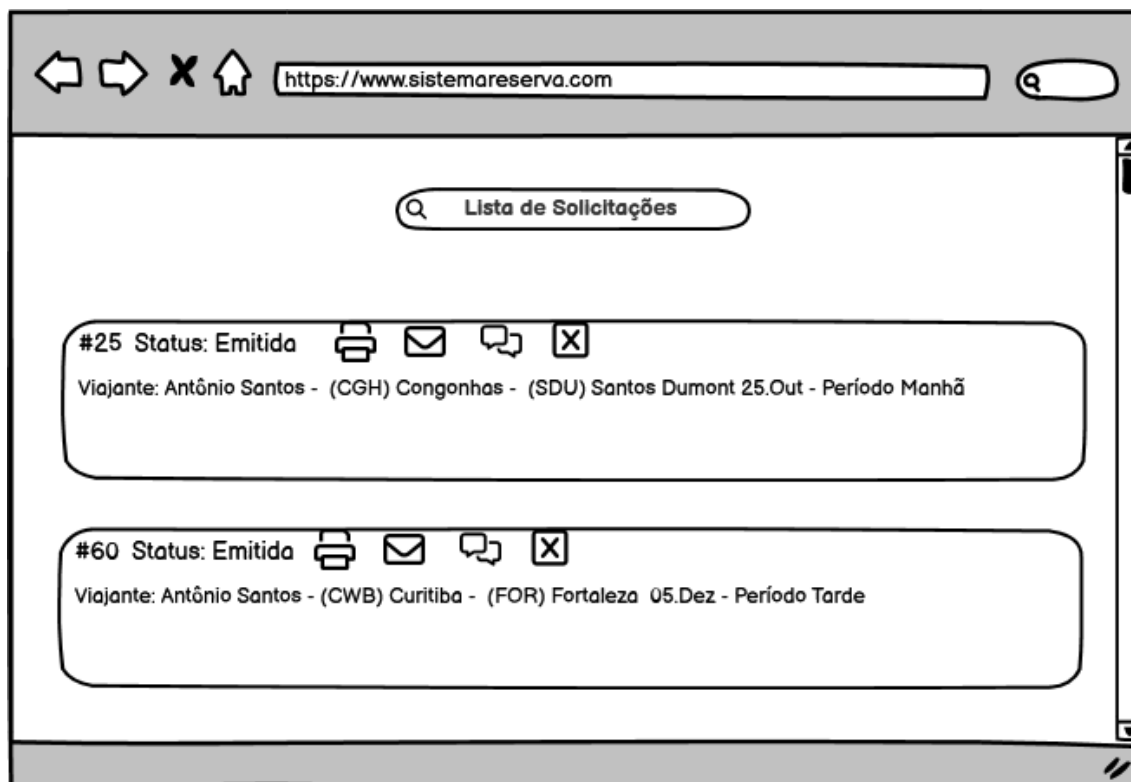 https://www.sistemareserva.com
Lista de Solicitações
#25 Status: Emitida
Viajante: Antônio Santos - (CGH) Congonhas - (SDU) Santos Dumont 25.Out - Período Manhã
#60 Status: Emitida
Viajante: Antônio Santos - (CWB) Curitiba - (FOR) Fortaleza 05.Dez - Período Tarde